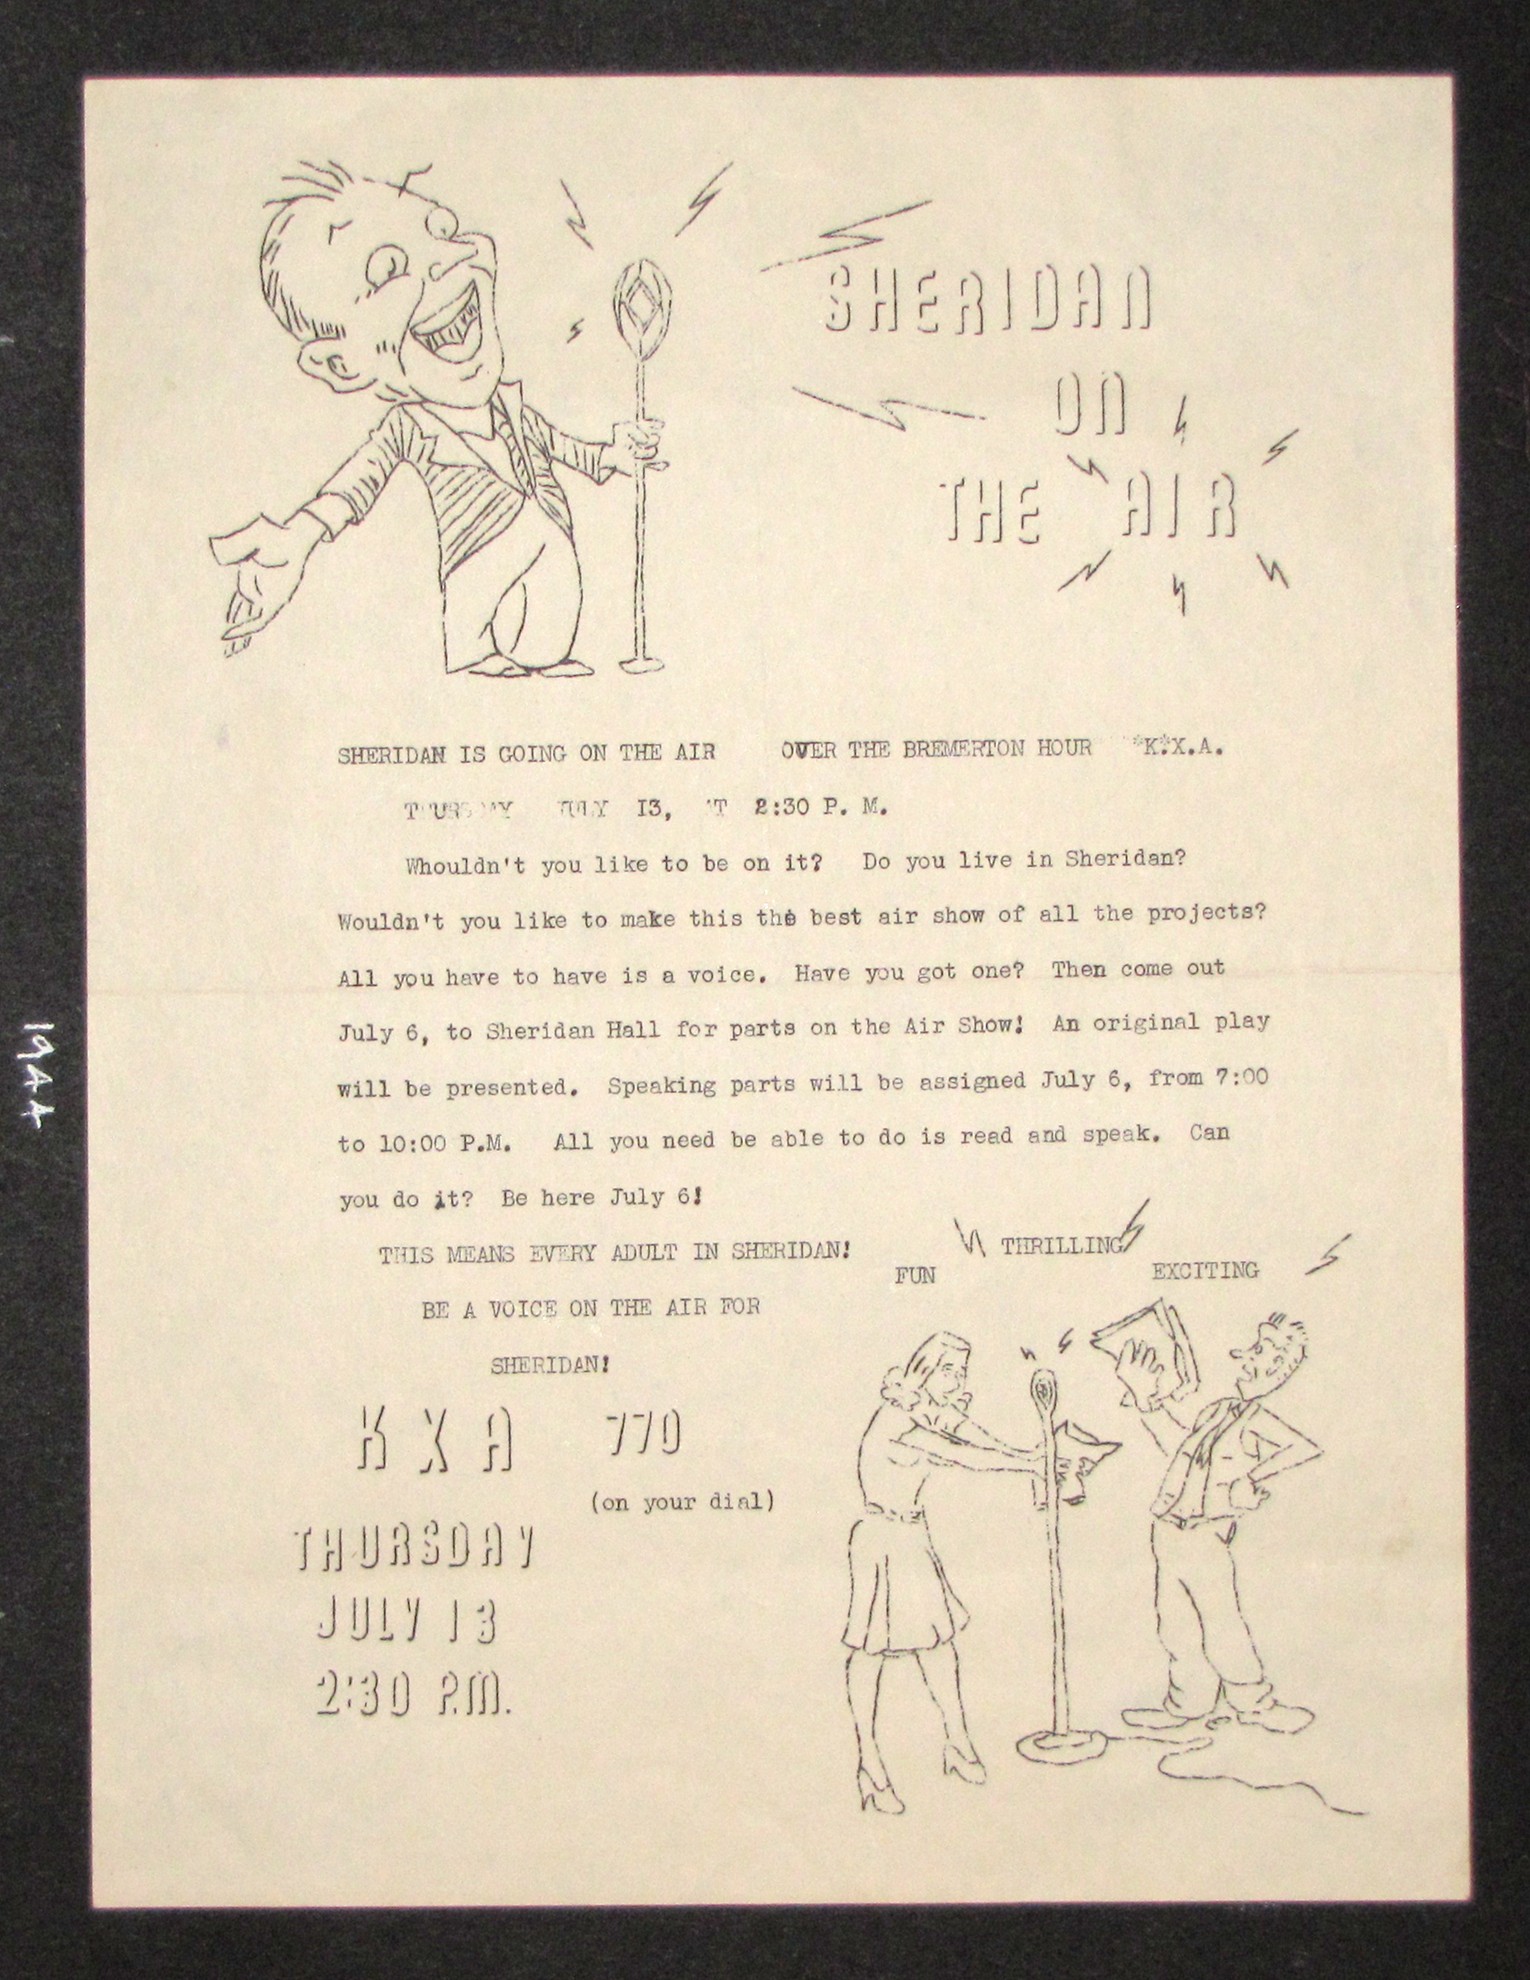 SHERIDAN
ON
THE AIR
SHERIDAN IS GOING ON THE AIR OVER THE BREMERTON HOUR K.X.A.
THURSDAY JULY 13, AT 2:30 P. M.
Whouldn't you like to be on it? Do you live in Sheridan?
Wouldn't you like to make this the best air show of all the projects?
All you have to have is a voice. Have you got one? Then come out
July 6, to Sheridan Hall for parts on the Air Show! An original play
will be presented. Speaking parts will be assigned July 6, from 7:00
to 10:00 P.M. All you need be able to do is read and speak. Can
you do it? Be here July 6!
THIS MEANS EVERY ADULT IN SHERIDAN!
BE A VOICE ON THE AIR FOR
SHERIDAN!
FUN
THRILLING
EXCITING
KXA 770
(on your dial)
THURSDAY
JULY 13
2:30 P.M.
1944